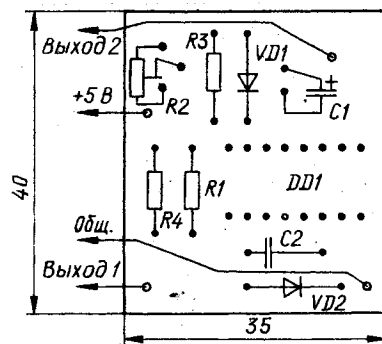 Выход 2
R3
VD1
+
+5 В
R2
C1
40
R4
R1
DD1
Общ.
C2
Выход 1
VD2
35